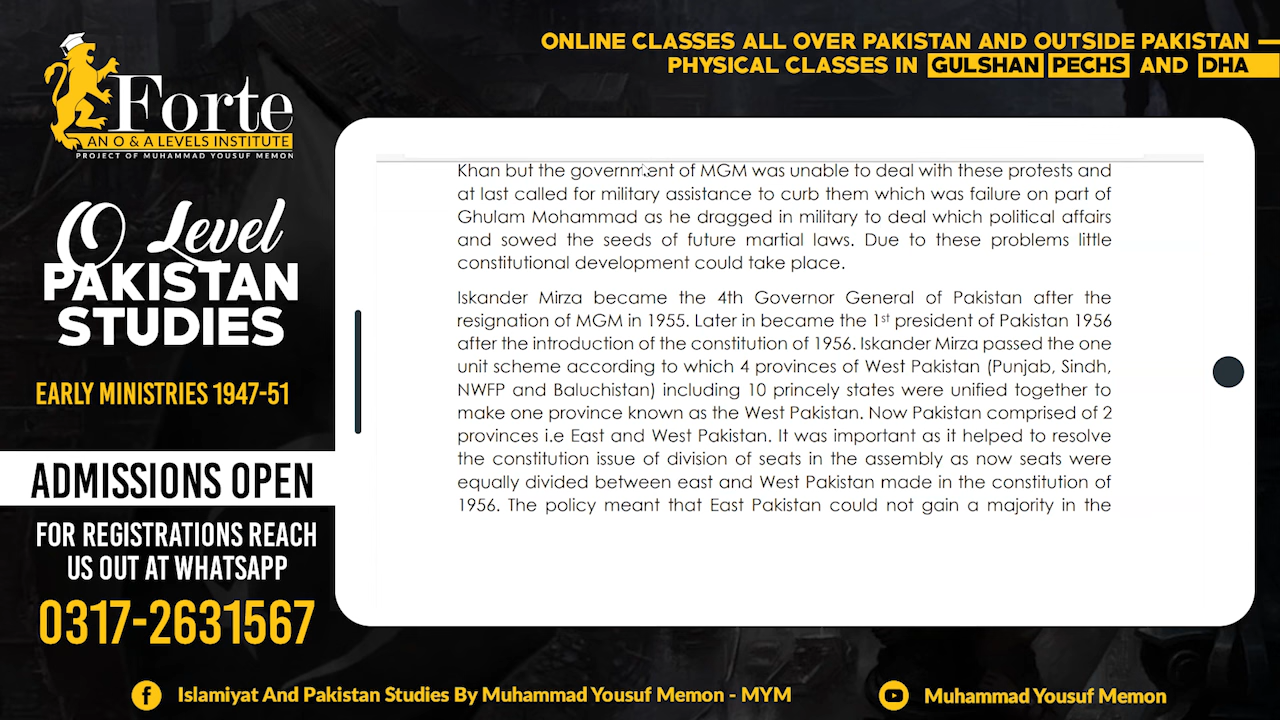 Forte
AN O & A LEVELS INSTITUTE
PROJECT OF MUHAMMAD YOUSUF MEMON
O Level
PAKISTAN
STUDIES
EARLY MINISTRIES 1947-51
ADMISSIONS OPEN
FOR REGISTRATIONS REACH
US OUT AT WHATSAPP
0317-2631567
ONLINE CLASSES ALL OVER PAKISTAN AND OUTSIDE PAKISTAN
PHYSICAL CLASSES IN GULSHAN PECHS AND DHA
Khan but the government of MGM was unable to deal with these protests and
at last called for military assistance to curb them which was failure on part of
Ghulam Mohammad as he dragged in military to deal which political affairs
and sowed the seeds of future martial laws. Due to these problems little
constitutional development could take place.
Iskander Mirza became the 4th Governor General of Pakistan after the
resignation of MGM in 1955. Later in became the 1st president of Pakistan 1956
after the introduction of the constitution of 1956. Iskander Mirza passed the one
unit scheme according to which 4 provinces of West Pakistan (Punjab, Sindh,
NWFP and Baluchistan) including 10 princely states were unified together to
make one province known as the West Pakistan. Now Pakistan comprised of 2
provinces i.e East and West Pakistan. It was important as it helped to resolve
the constitution issue of division of seats in the assembly as now seats were
equally divided between east and West Pakistan made in the constitution of
1956. The policy meant that East Pakistan could not gain a majority in the
Islamiyat And Pakistan Studies By Muhammad Yousuf Memon - MYM
Muhammad Yousuf Memon